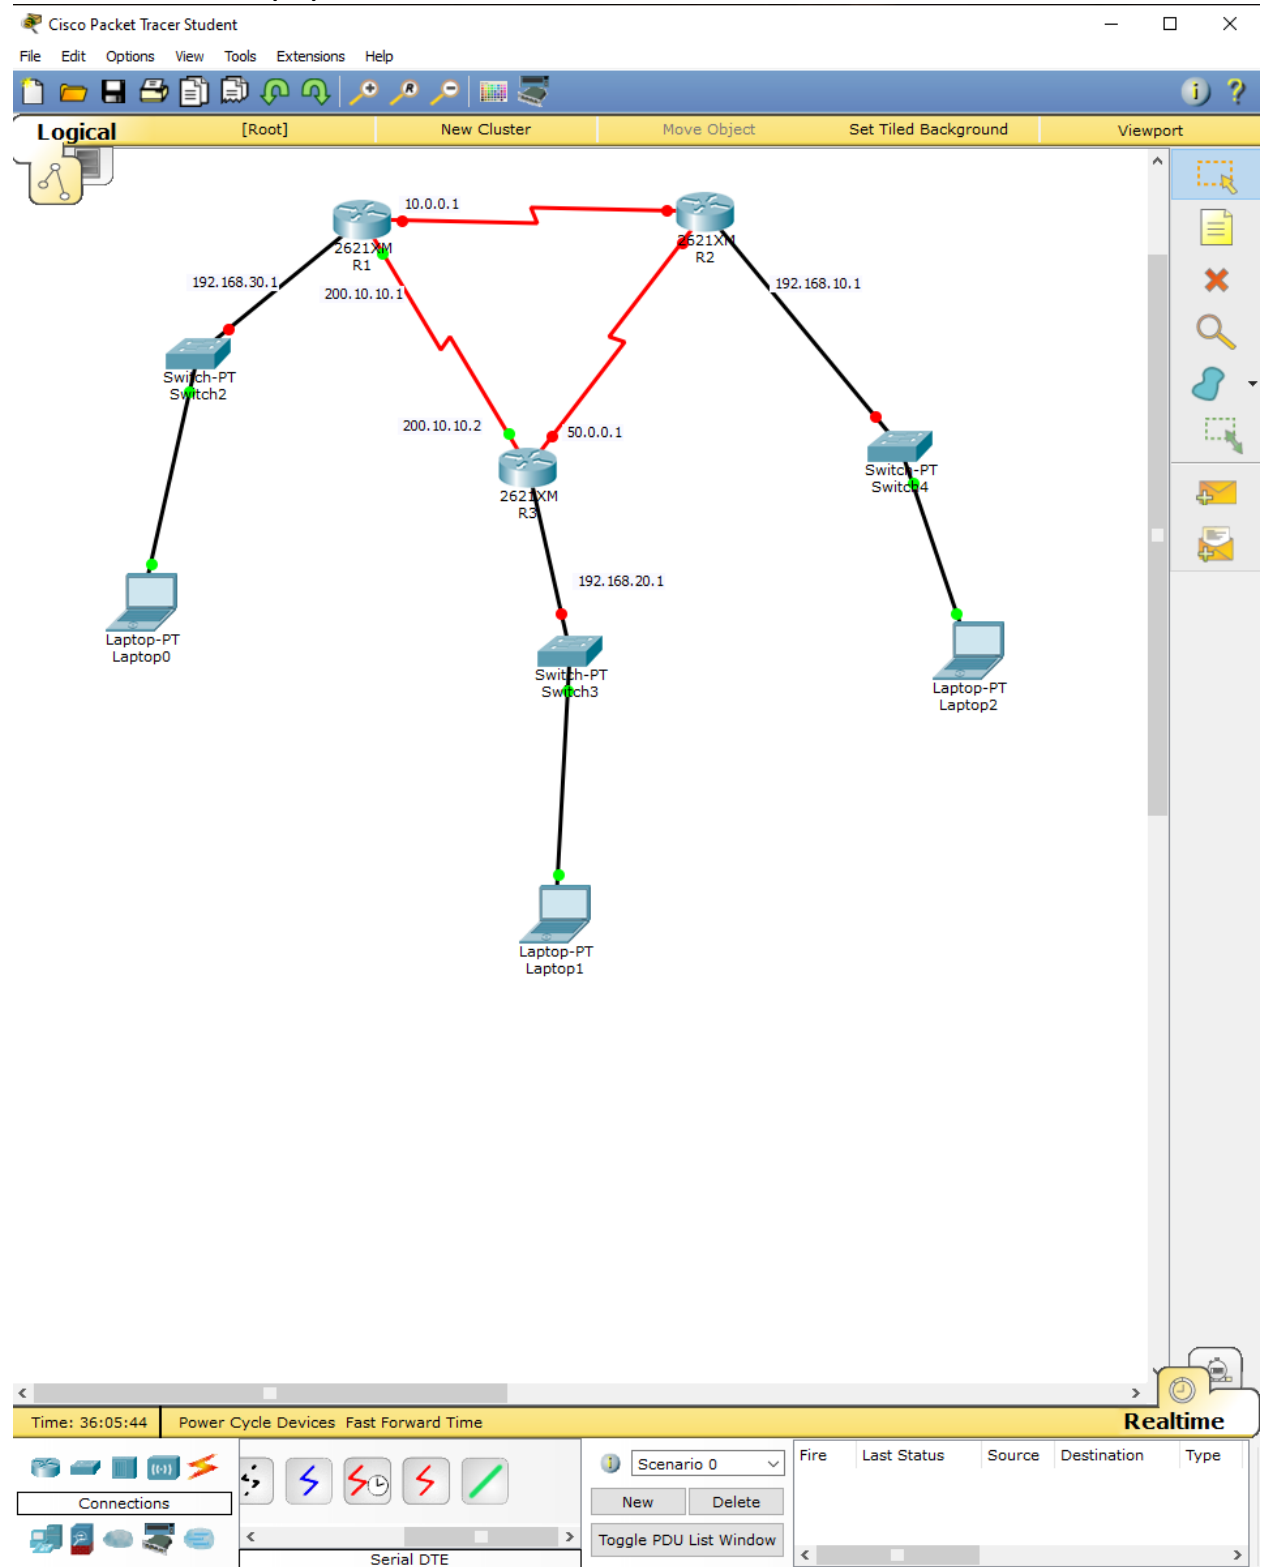 Cisco Packet Tracer Student
File Edit Options View Tools Extensions Help
Logical [Root] New Cluster Move Object Set Tiled Background Viewport
10.0.0.1
2621XM
R1
2621XM
R2
192.168.30.1
200.10.10.1
192.168.10.1
Switch-PT
Switch2
200.10.10.2
50.0.0.1
Switch-PT
Switch4
2621XM
R3
192.168.20.1
Laptop-PT
Laptop0
Switch-PT
Switch3
Laptop-PT
Laptop2
Laptop-PT
Laptop1
Time: 36:05:44 Power Cycle Devices Fast Forward Time Realtime
Connections
Serial DTE
Scenario 0
New Delete
Toggle PDU List Window
Fire Last Status Source Destination Type